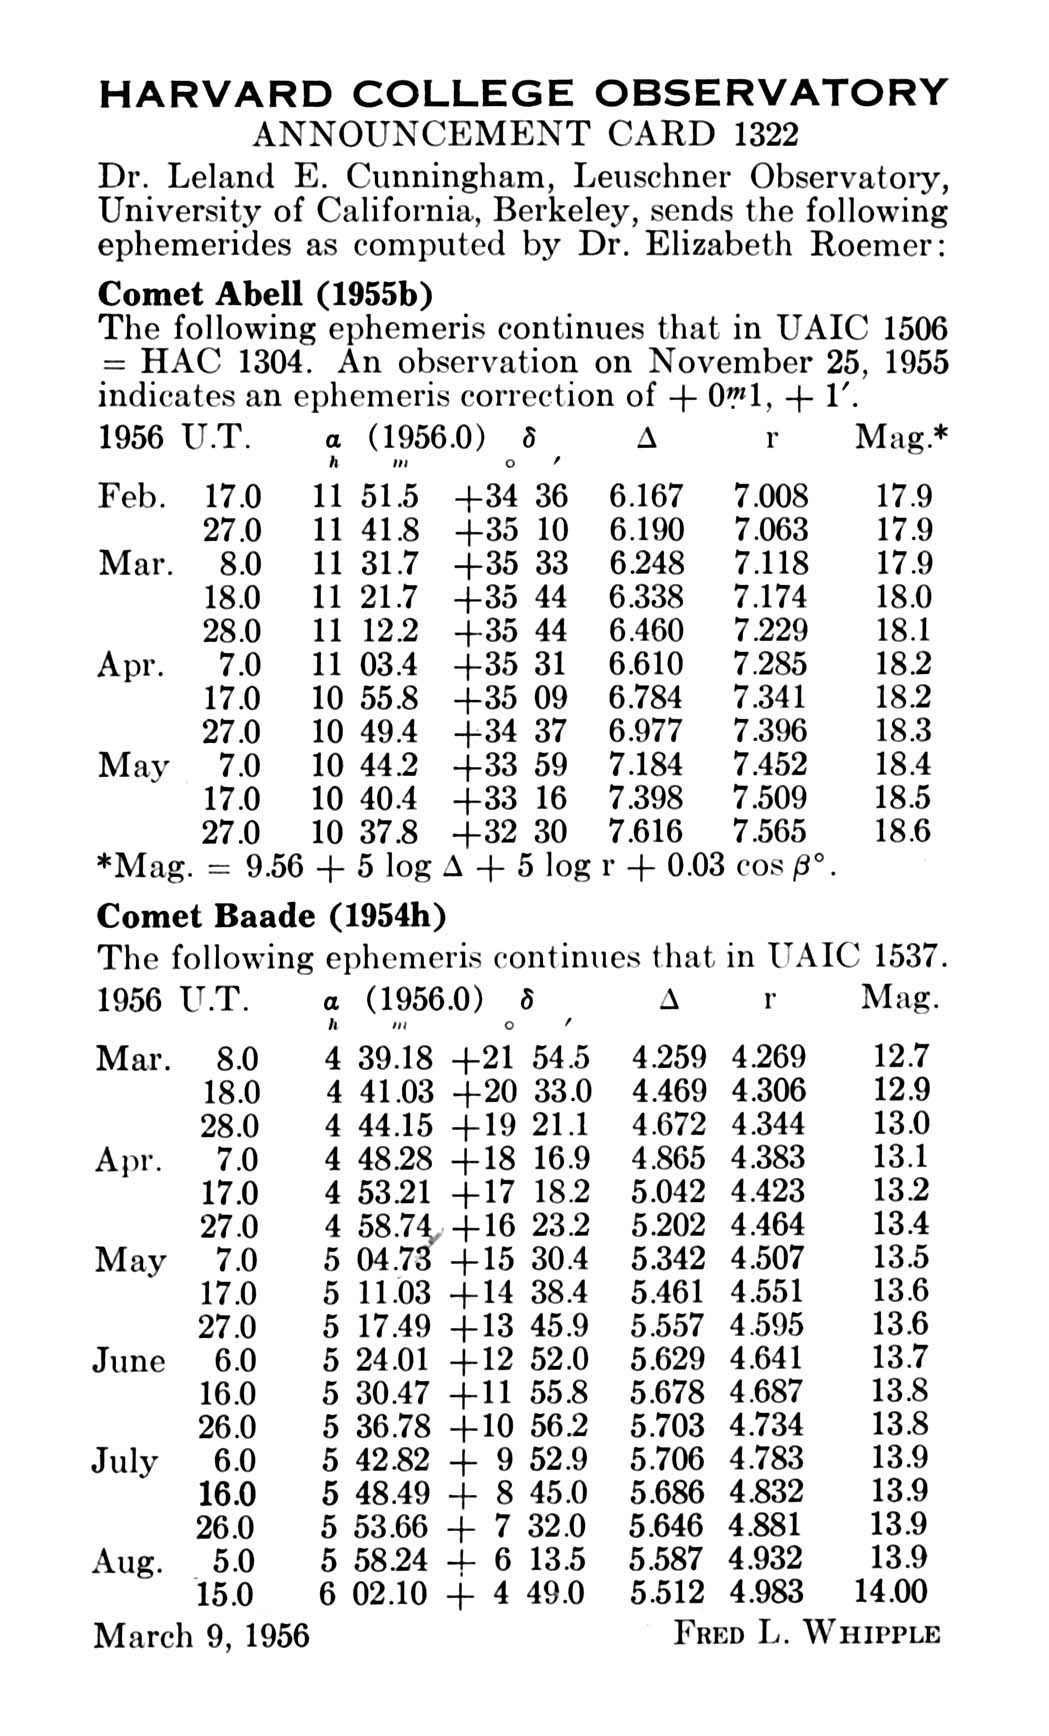 HARVARD COLLEGE OBSERVATORY
ANNOUNCEMENT CARD 1322
Dr. Leland E. Cunningham, Leuschner Observatory,
University of California, Berkeley, sends the following
ephemerides as computed by Dr. Elizabeth Roemer:
Comet Abell (1955b)
The following ephemeris continues that in UAIC 1506
= HAC 1304. An observation on November 25, 1955
indicates an ephemeris correction of + 0ᵐ.1, + 1′.
1956 U.T. α (1956.0) δ Δ r Mag.*
h m ° ′
Feb. 17.0 11 51.5 +34 36 6.167 7.008 17.9
27.0 11 41.8 +35 10 6.190 7.063 17.9
Mar. 8.0 11 31.7 +35 33 6.248 7.118 17.9
18.0 11 21.7 +35 44 6.338 7.174 18.0
28.0 11 12.2 +35 44 6.460 7.229 18.1
Apr. 7.0 11 03.4 +35 31 6.610 7.285 18.2
17.0 10 55.8 +35 09 6.784 7.341 18.2
27.0 10 49.4 +34 37 6.977 7.396 18.3
May 7.0 10 44.2 +33 59 7.184 7.452 18.4
17.0 10 40.4 +33 16 7.398 7.509 18.5
27.0 10 37.8 +32 30 7.616 7.565 18.6
*Mag. = 9.56 + 5 log Δ + 5 log r + 0.03 cos β°.
Comet Baade (1954h)
The following ephemeris continues that in UAIC 1537.
1956 U.T. α (1956.0) δ Δ r Mag.
h m ° ′
Mar. 8.0 4 39.18 +21 54.5 4.259 4.269 12.7
18.0 4 41.03 +20 33.0 4.469 4.306 12.9
28.0 4 44.15 +19 21.1 4.672 4.344 13.0
Apr. 7.0 4 48.28 +18 16.9 4.865 4.383 13.1
17.0 4 53.21 +17 18.2 5.042 4.423 13.2
27.0 4 58.74 +16 23.2 5.202 4.464 13.4
May 7.0 5 04.73 +15 30.4 5.342 4.507 13.5
17.0 5 11.03 +14 38.4 5.461 4.551 13.6
27.0 5 17.49 +13 45.9 5.557 4.595 13.6
June 6.0 5 24.01 +12 52.0 5.629 4.641 13.7
16.0 5 30.47 +11 55.8 5.678 4.687 13.8
26.0 5 36.78 +10 56.2 5.703 4.734 13.8
July 6.0 5 42.82 + 9 52.9 5.706 4.783 13.9
16.0 5 48.49 + 8 45.0 5.686 4.832 13.9
26.0 5 53.66 + 7 32.0 5.646 4.881 13.9
Aug. 5.0 5 58.24 + 6 13.5 5.587 4.932 13.9
15.0 6 02.10 + 4 49.0 5.512 4.983 14.00
March 9, 1956 FRED L. WHIPPLE